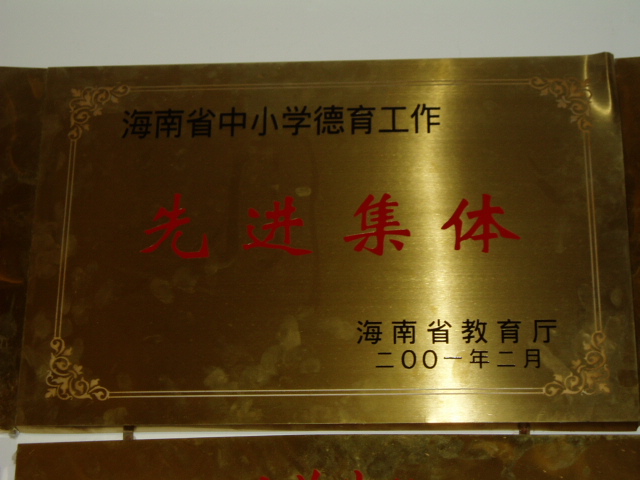 海南省中小学德育工作
先进集体
海南省教育厅
二〇〇一年二月